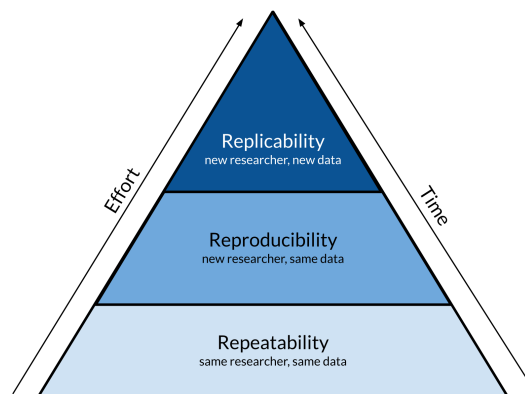 Replicability
new researcher, new data
Effort
Time
Reproducibility
new researcher, same data
Repeatability
same researcher, same data